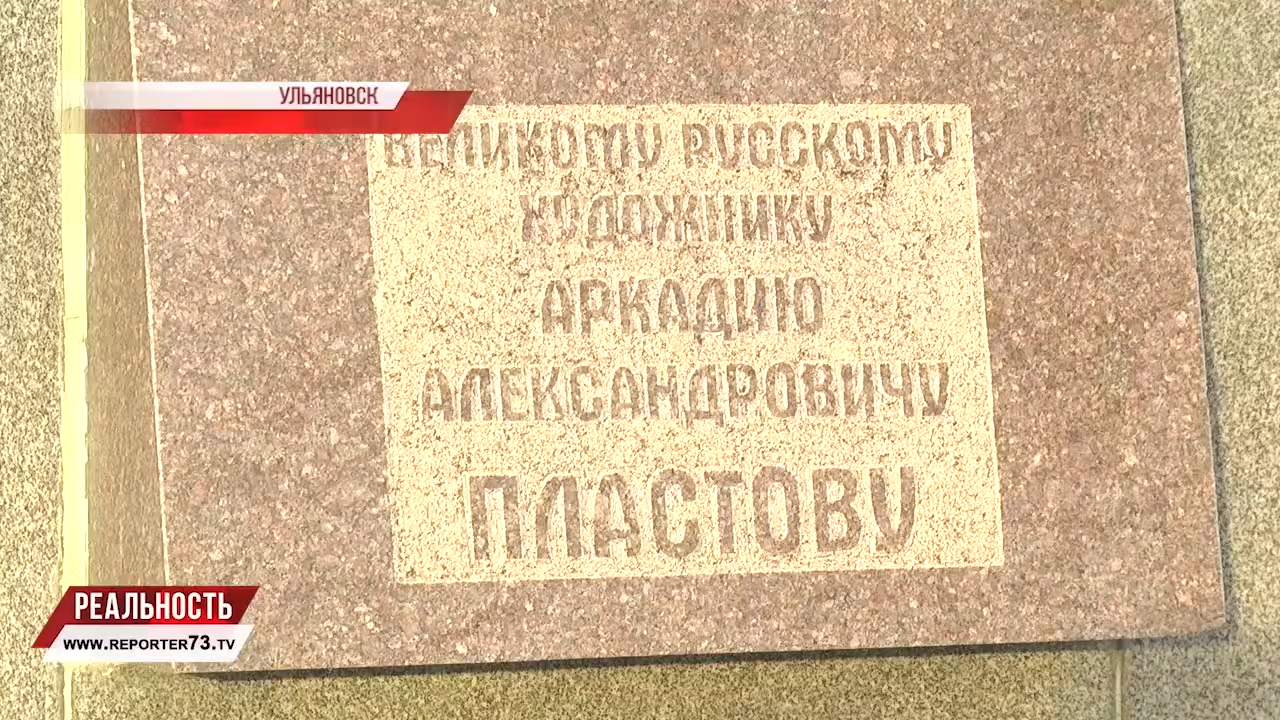 УЛЬЯНОВСК
ВЕЛИКОМУ РУССКОМУ
ХУДОЖНИКУ
АРКАДИЮ
АЛЕКСАНДРОВИЧУ
ПЛАСТОВУ
РЕАЛЬНОСТЬ
WWW.REPORTER73.TV